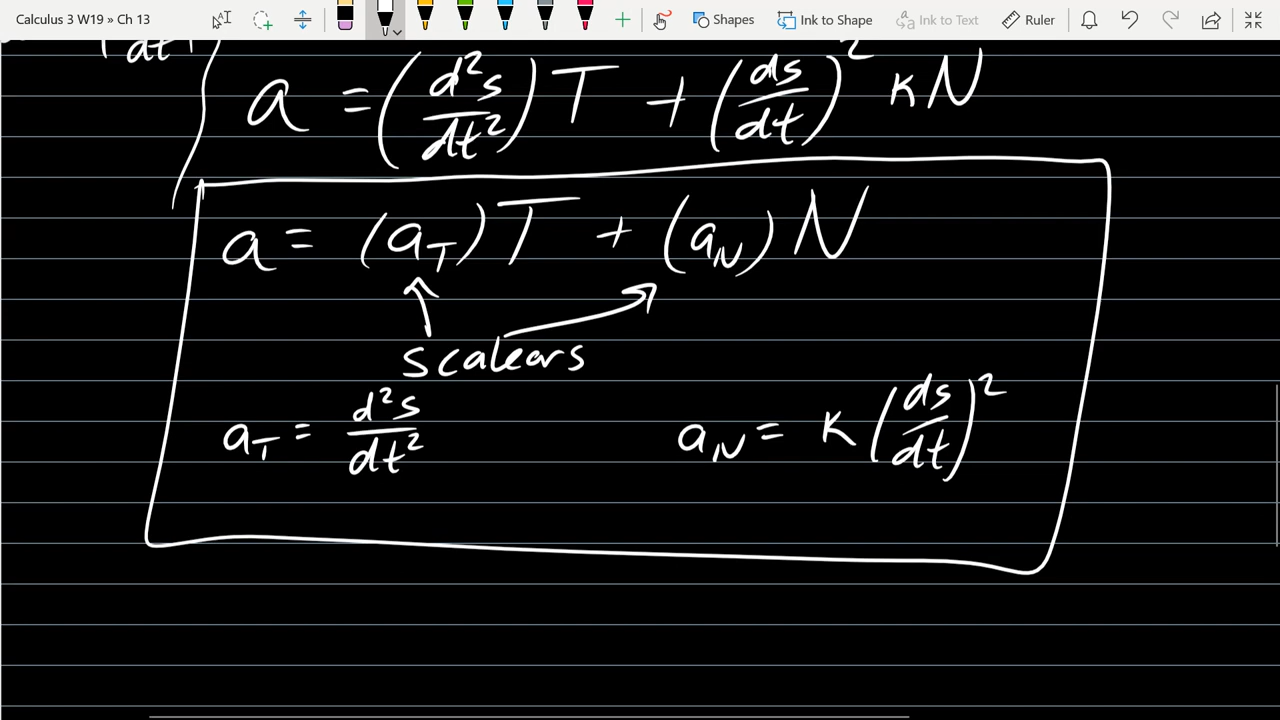 Calculus 3 W19 » Ch 13 Shapes Ink to Shape Ink to Text Ruler
|dt|
a = (d²s/dt²) T + (ds/dt)² κN
a = (a_T) T + (a_N) N
scalears
a_T = d²s/dt² a_N = κ (ds/dt)²